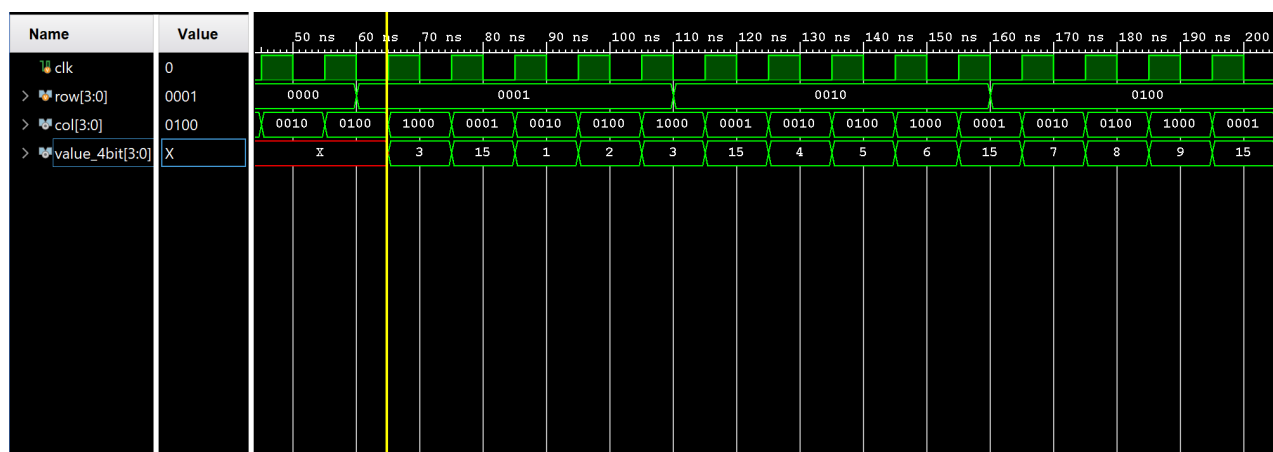 Name Value
50 ns 60 ns 70 ns 80 ns 90 ns 100 ns 110 ns 120 ns 130 ns 140 ns 150 ns 160 ns 170 ns 180 ns 190 ns 200
clk 0
> row[3:0] 0001 0000 0001 0010 0100
> col[3:0] 0100 0010 0100 1000 0001 0010 0100 1000 0001 0010 0100 1000 0001 0010 0100 1000 0001
> value_4bit[3:0] X X 3 15 1 2 3 15 4 5 6 15 7 8 9 15